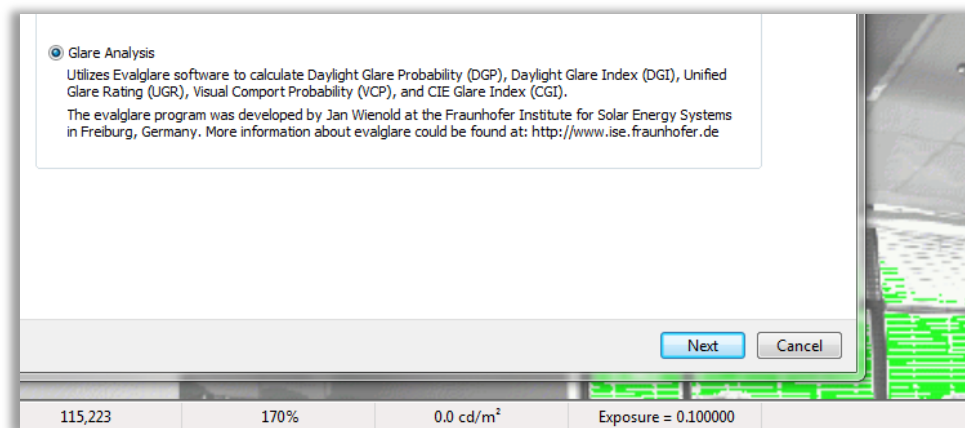 Glare Analysis
Utilizes Evalglare software to calculate Daylight Glare Probability (DGP), Daylight Glare Index (DGI), Unified
Glare Rating (UGR), Visual Comport Probability (VCP), and CIE Glare Index (CGI).
The evalglare program was developed by Jan Wienold at the Fraunhofer Institute for Solar Energy Systems
in Freiburg, Germany. More information about evalglare could be found at: http://www.ise.fraunhofer.de
Next Cancel
115,223 170% 0.0 cd/m² Exposure = 0.100000